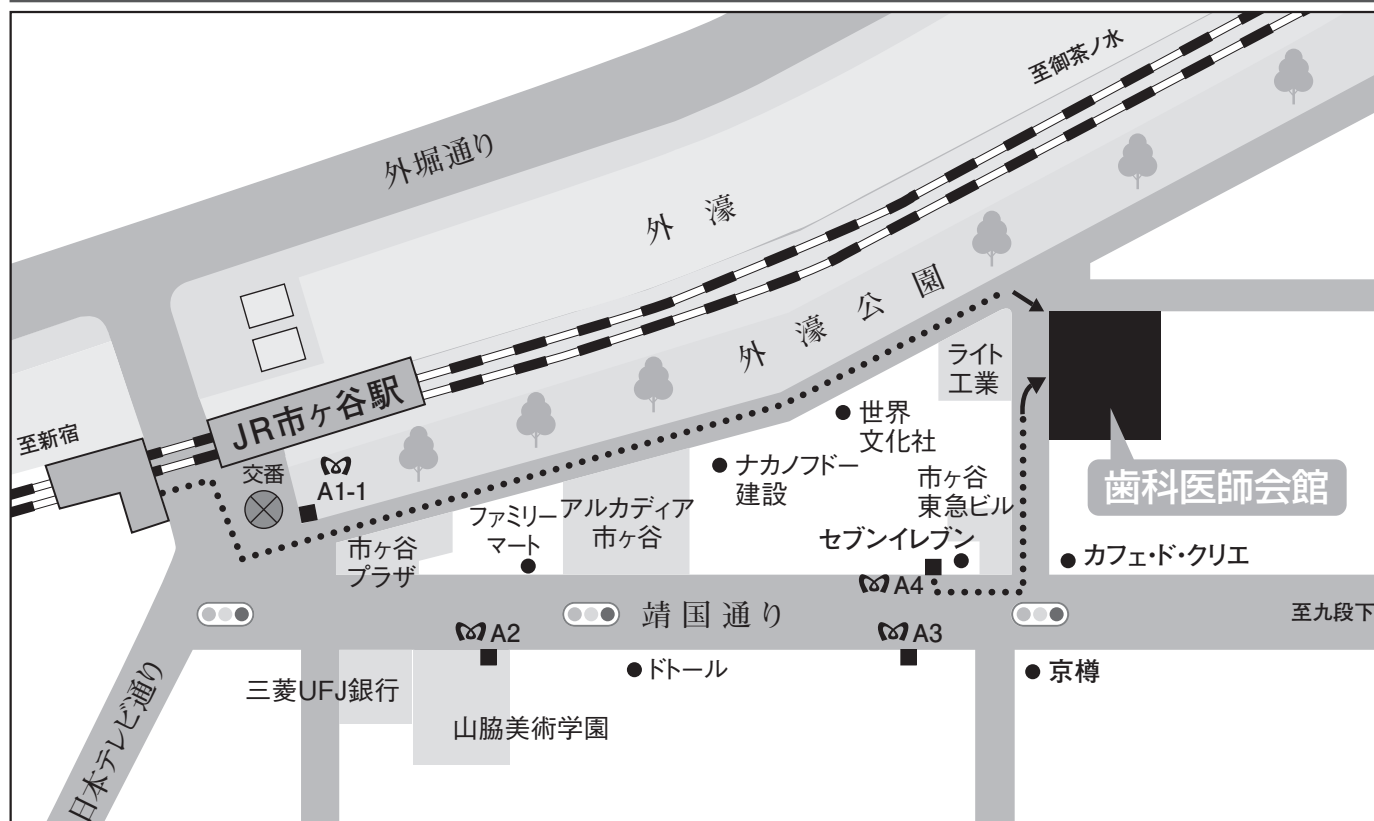 至御茶ノ水
外堀通り
外濠
外濠公園
ライト
工業
JR市ヶ谷駅
至新宿
交番
A1-1
世界
文化社
ナカノフドー
建設
市ヶ谷
東急ビル
歯科医師会館
ファミリー
マート
アルカディア
市ヶ谷
市ヶ谷
プラザ
セブンイレブン
カフェ・ド・クリエ
A4
靖国通り
至九段下
A2
A3
ドトール
京樽
三菱UFJ銀行
山脇美術学園
日本テレビ通り